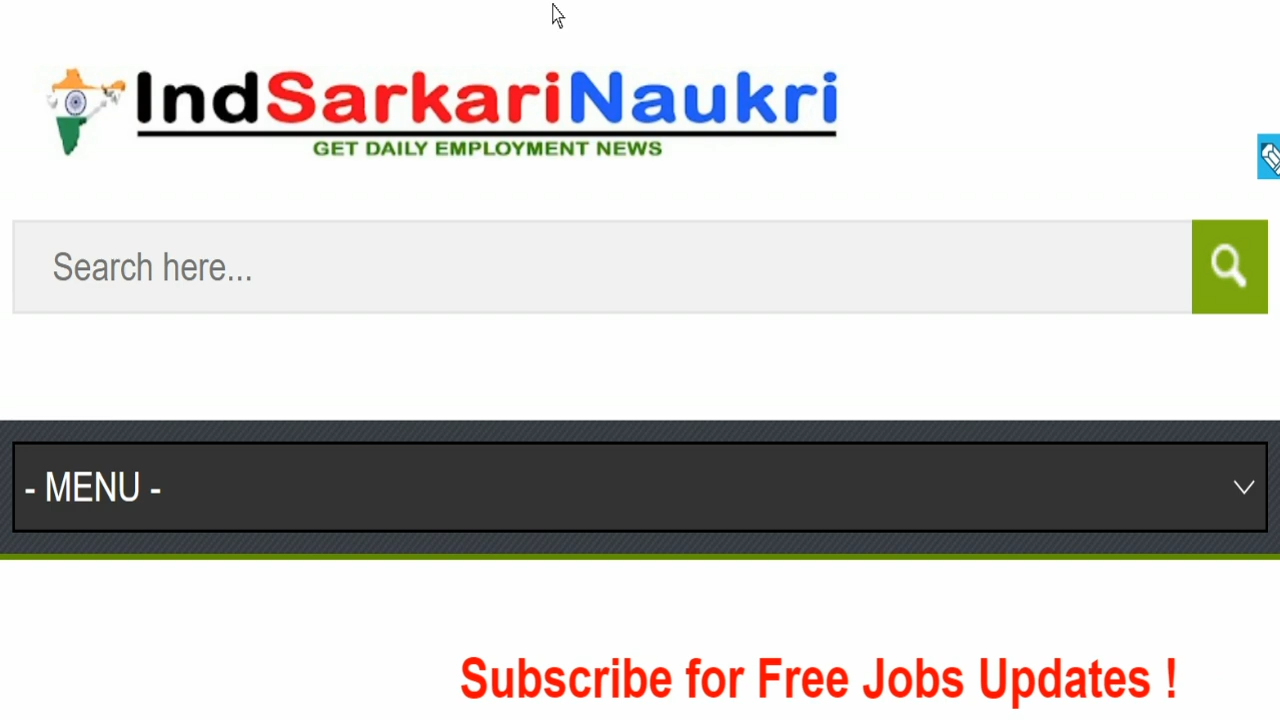 IndSarkariNaukri
GET DAILY EMPLOYMENT NEWS
Search here...
- MENU -
Subscribe for Free Jobs Updates !